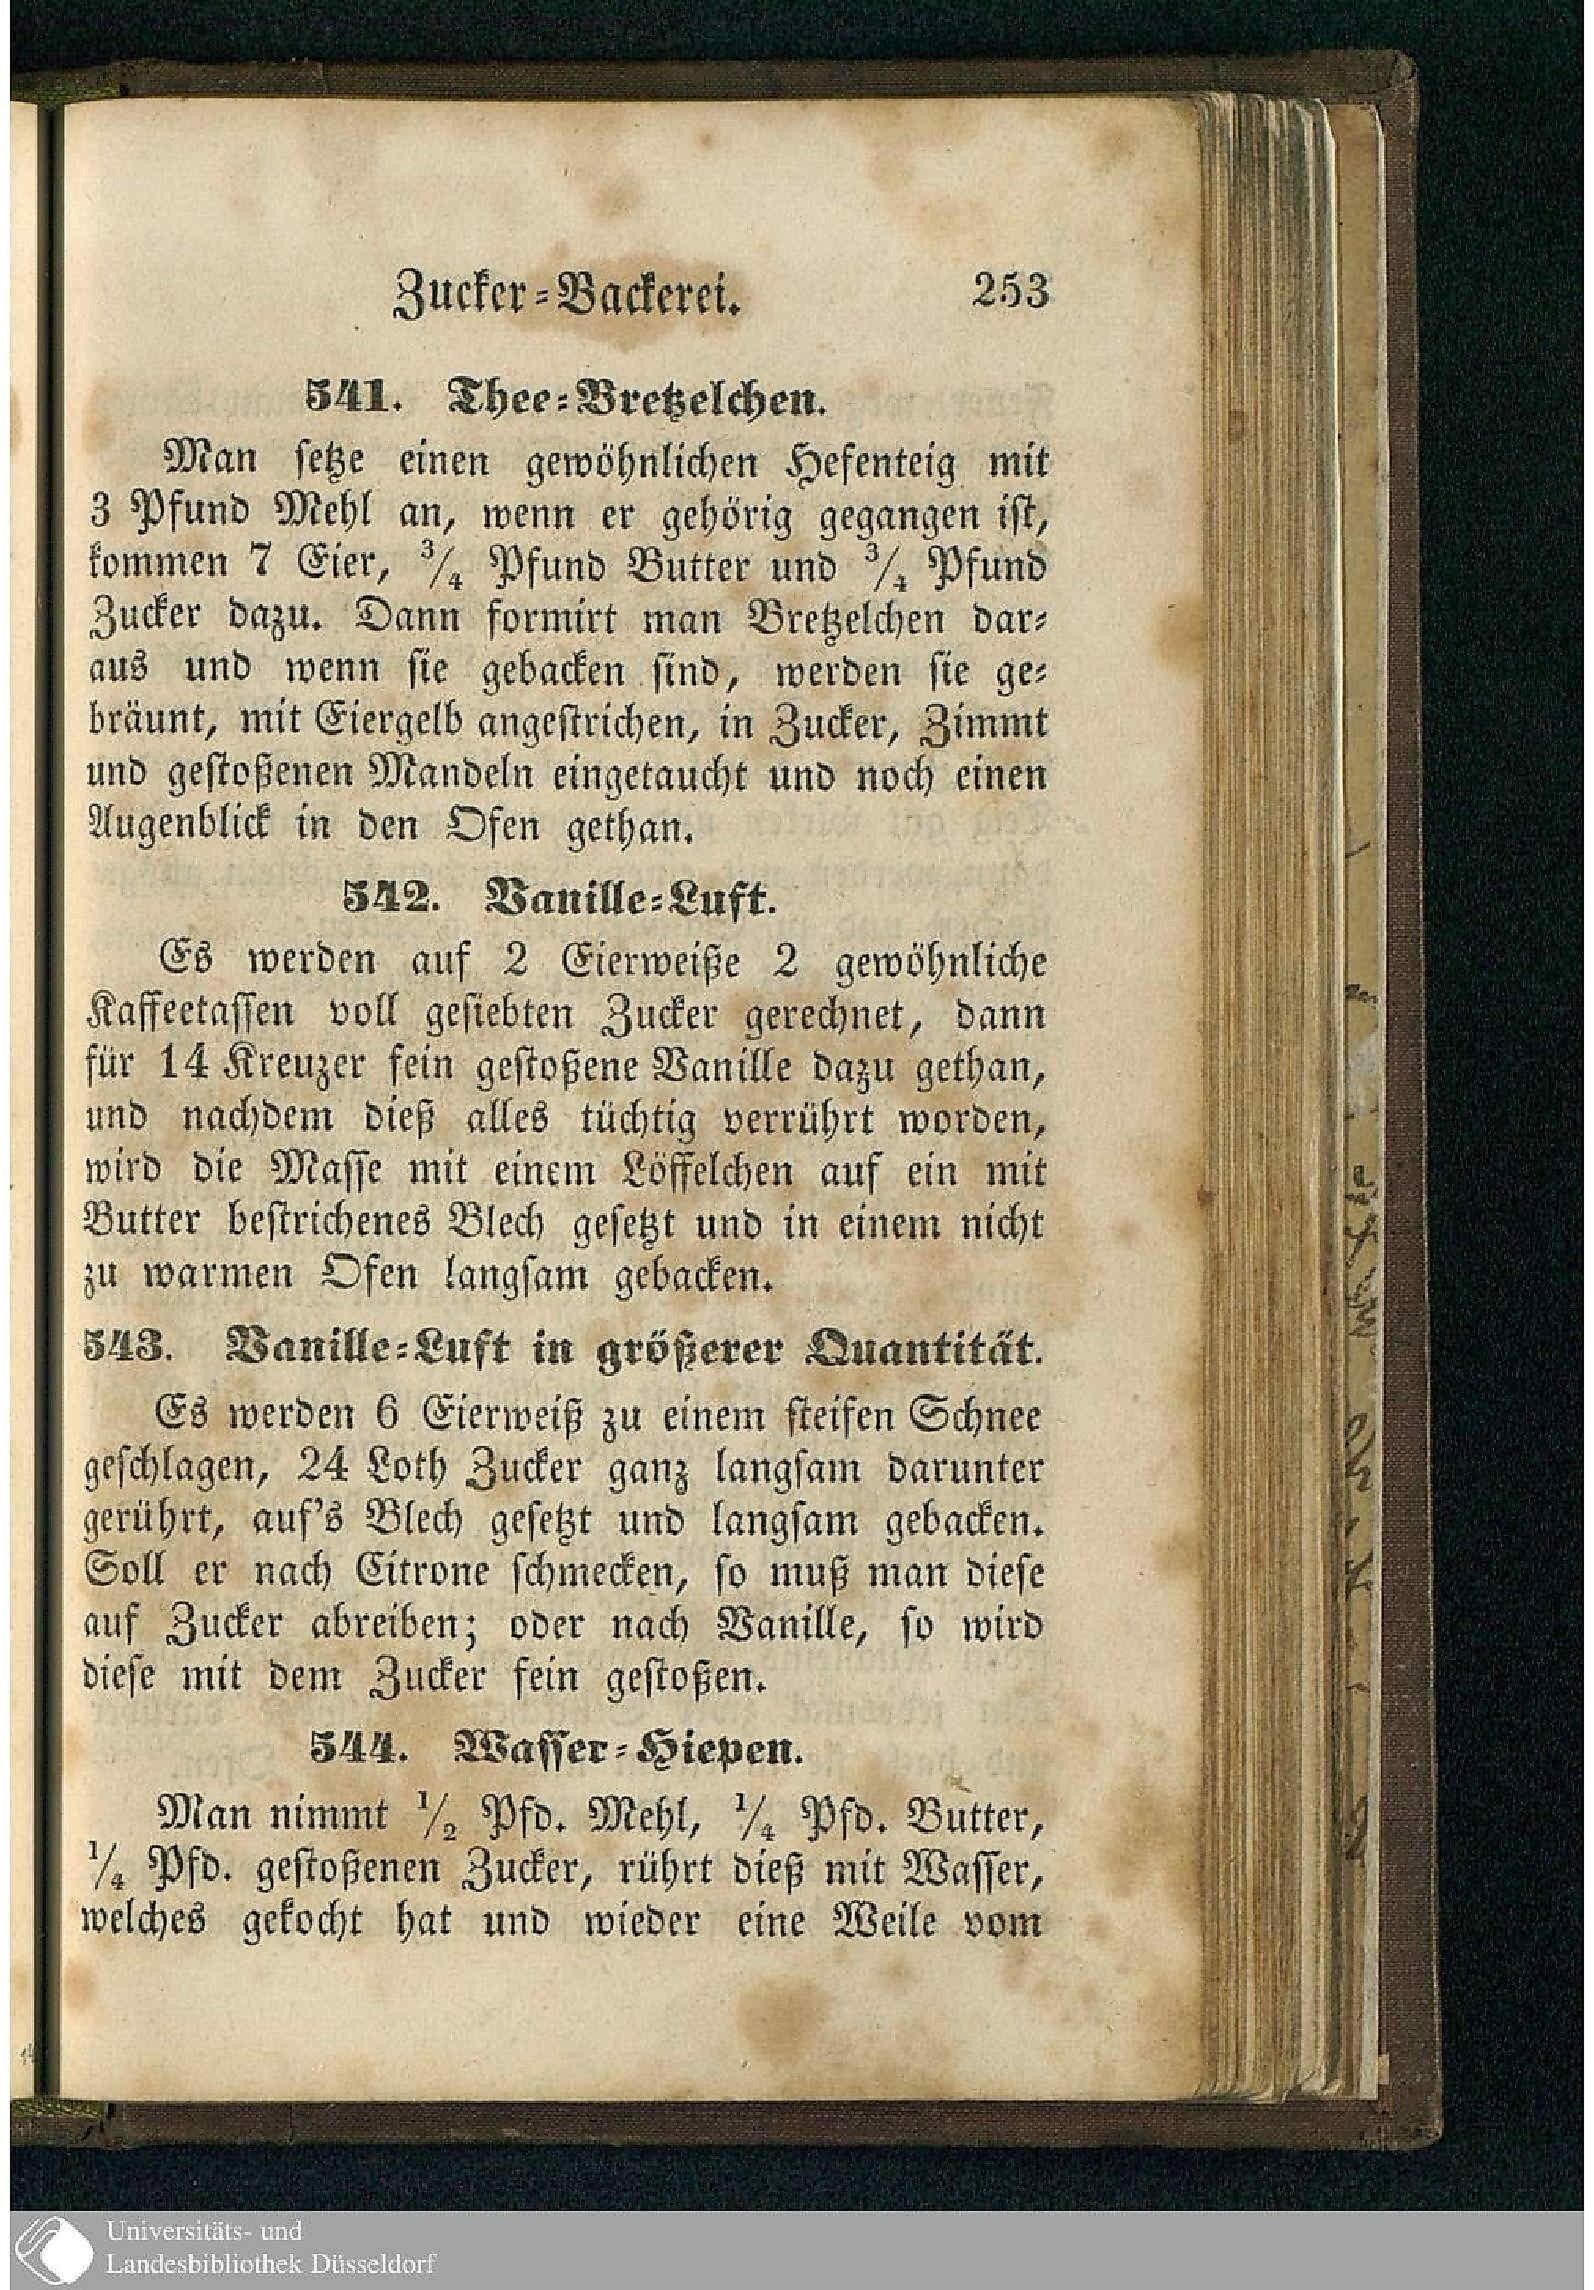 Zucker-Backerei. 253
541. Thee-Bretzelchen.
Man setze einen gewöhnlichen Hefenteig mit
3 Pfund Mehl an, wenn er gehörig gegangen ist,
kommen 7 Eier, 3/4 Pfund Butter und 3/4 Pfund
Zucker dazu. Dann formirt man Bretzelchen dar-
aus und wenn sie gebacken sind, werden sie ge-
bräunt, mit Eiergelb angestrichen, in Zucker, Zimmt
und gestoßenen Mandeln eingetaucht und noch einen
Augenblick in den Ofen gethan.
542. Vanille-Luft.
Es werden auf 2 Eierweiße 2 gewöhnliche
Kaffeetassen voll gesiebten Zucker gerechnet, dann
für 14 Kreuzer fein gestoßene Vanille dazu gethan,
und nachdem dieß alles tüchtig verrührt worden,
wird die Masse mit einem Löffelchen auf ein mit
Butter bestrichenes Blech gesetzt und in einem nicht
zu warmen Ofen langsam gebacken.
543. Vanille-Luft in größerer Quantität.
Es werden 6 Eierweiß zu einem steifen Schnee
geschlagen, 24 Loth Zucker ganz langsam darunter
gerührt, auf's Blech gesetzt und langsam gebacken.
Soll er nach Citrone schmecken, so muß man diese
auf Zucker abreiben; oder nach Vanille, so wird
diese mit dem Zucker fein gestoßen.
544. Wasser-Hiepen.
Man nimmt 1/2 Pfd. Mehl, 1/4 Pfd. Butter,
1/4 Pfd. gestoßenen Zucker, rührt dieß mit Wasser,
welches gekocht hat und wieder eine Weile vom
Universitäts- und
Landesbibliothek Düsseldorf